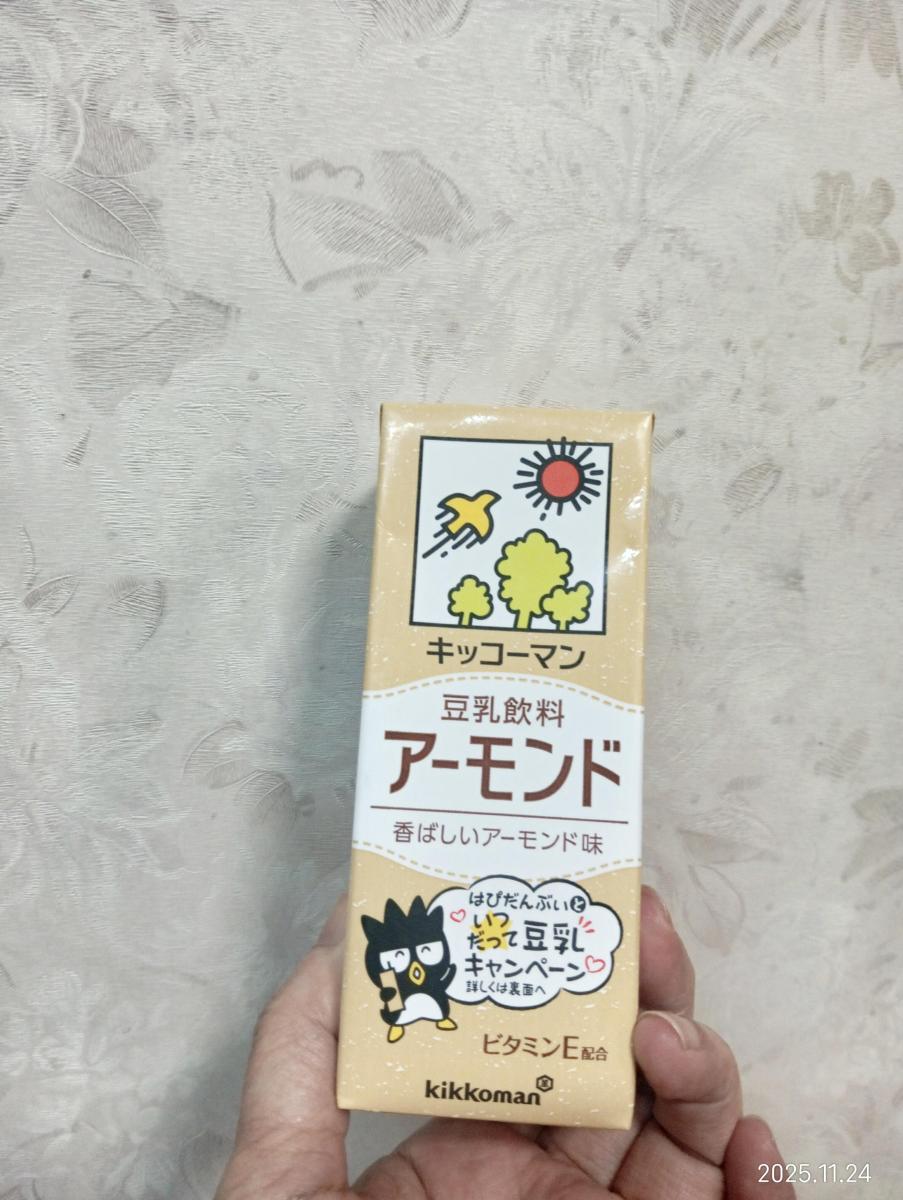 キッコーマン
豆乳飲料
アーモンド
香ばしいアーモンド味
はぴだんぶいと
いつ
だって豆乳
キャンペーン
詳しくは裏面へ
ビタミンE配合
kikkoman
2025.11.24